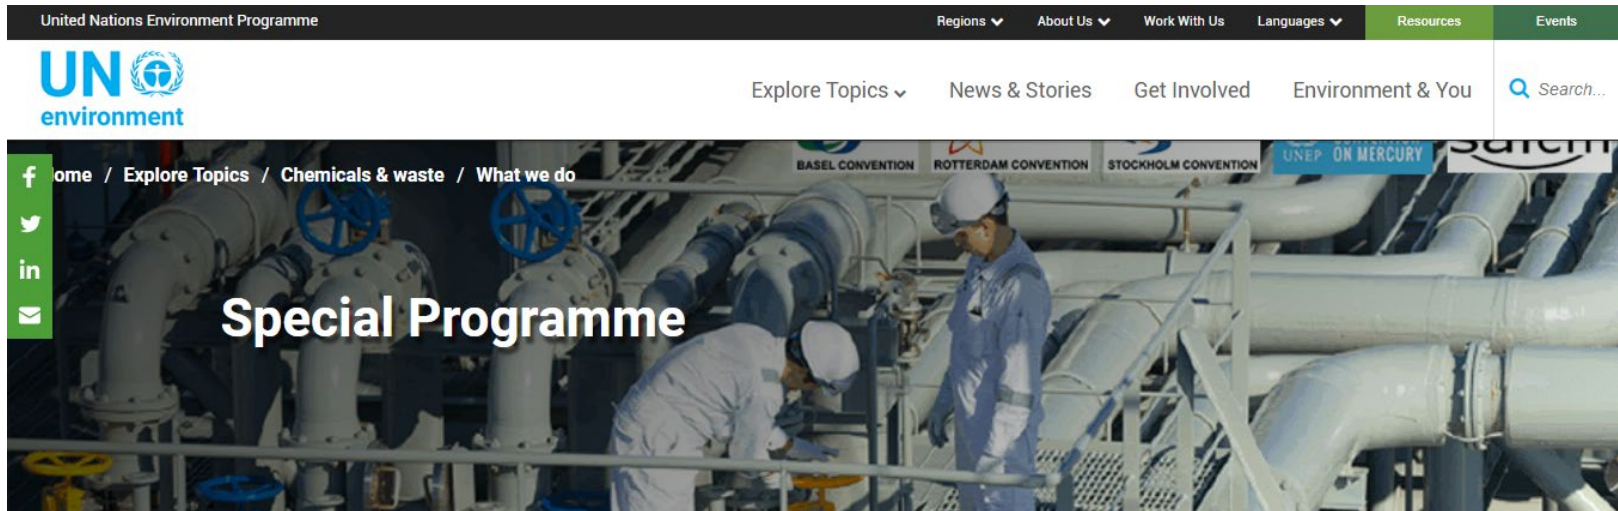 United Nations Environment Programme
Regions About Us Work With Us Languages Resources Events
UN
environment
Explore Topics News & Stories Get Involved Environment & You Search...
BASEL CONVENTION ROTTERDAM CONVENTION STOCKHOLM CONVENTION UNEP ON MERCURY
ome / Explore Topics / Chemicals & waste / What we do
f
in
Special Programme